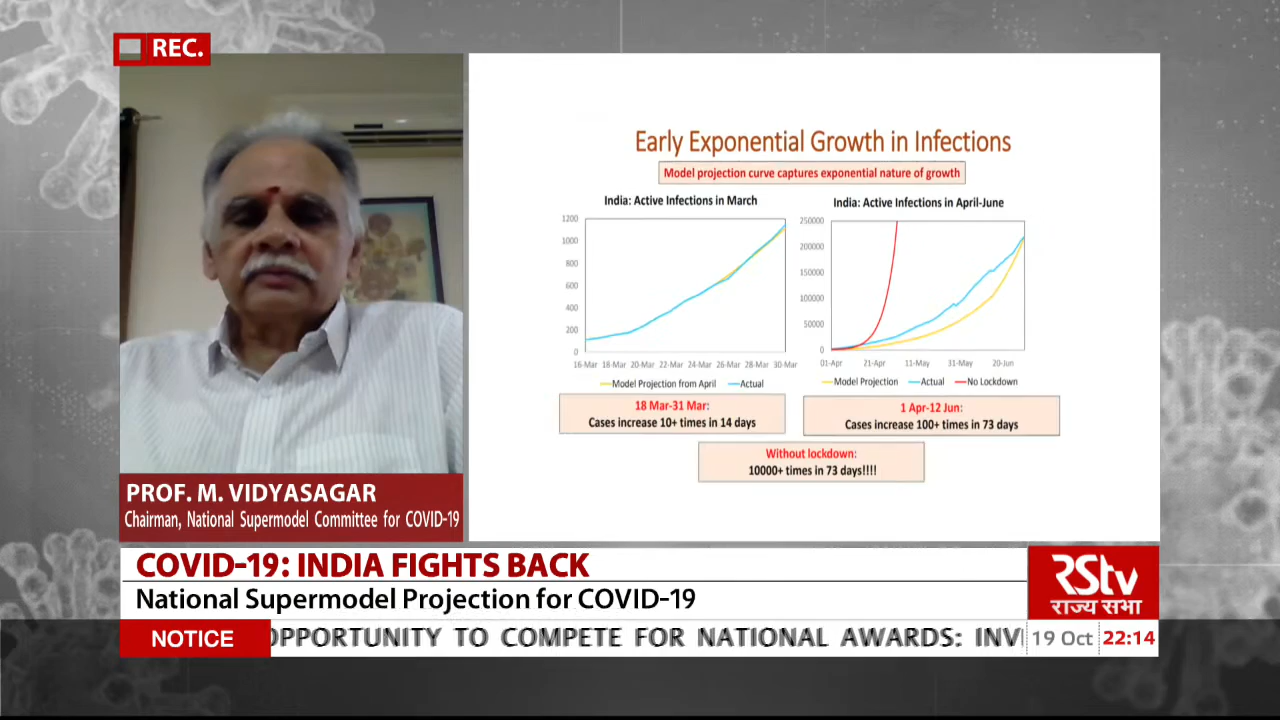 REC.
Early Exponential Growth in Infections
Model projection curve captures exponential nature of growth
India: Active Infections in March
1200
1000
800
600
400
200
0
16-Mar 18-Mar 20-Mar 22-Mar 24-Mar 26-Mar 28-Mar 30-Mar
Model Projection from April Actual
18 Mar-31 Mar:
Cases increase 10+ times in 14 days
India: Active Infections in April-June
250000
200000
150000
100000
50000
0
01-Apr 21-Apr 11-May 31-May 20-Jun
Model Projection Actual No Lockdown
1 Apr-12 Jun:
Cases increase 100+ times in 73 days
Without lockdown:
10000+ times in 73 days!!!!
PROF. M. VIDYASAGAR
Chairman, National Supermodel Committee for COVID-19
COVID-19: INDIA FIGHTS BACK
National Supermodel Projection for COVID-19
RStv
राज्य सभा
NOTICE OPPORTUNITY TO COMPETE FOR NATIONAL AWARDS: INVI 19 Oct 22:14